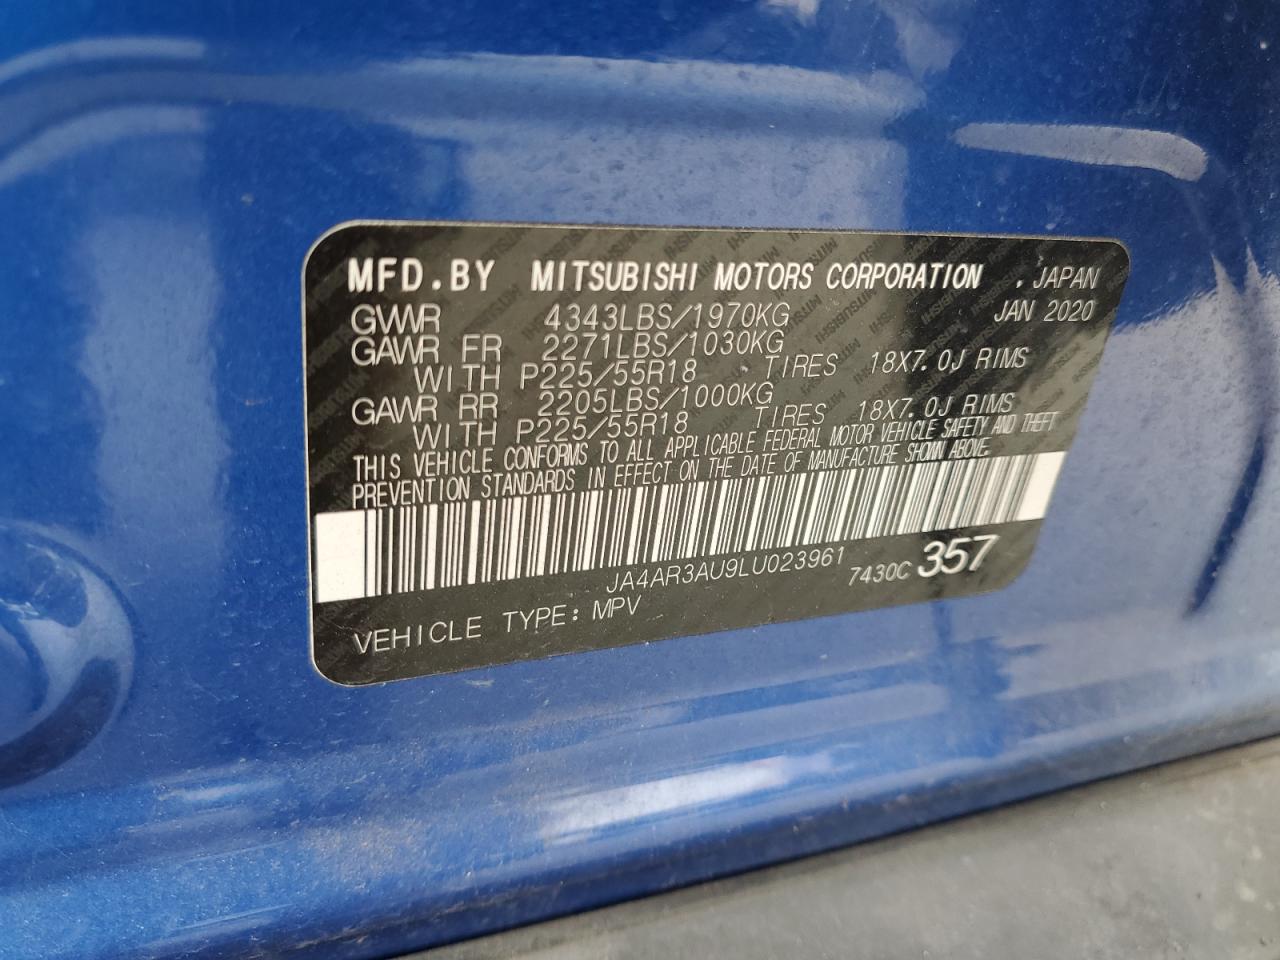 MFD.BY MITSUBISHI MOTORS CORPORATION . JAPAN
JAN 2020
GVWR 4343LBS/1970KG
GAWR FR 2271LBS/1030KG
WITH P225/55R18 TIRES 18X7.0J RIMS
GAWR RR 2205LBS/1000KG
WITH P225/55R18 TIRES 18X7.0J RIMS
THIS VEHICLE CONFORMS TO ALL APPLICABLE FEDERAL MOTOR VEHICLE SAFETY AND THEFT
PREVENTION STANDARDS IN EFFECT ON THE DATE OF MANUFACTURE SHOWN ABOVE.
JA4AR3AU9LU023961
7430C 357
VEHICLE TYPE: MPV